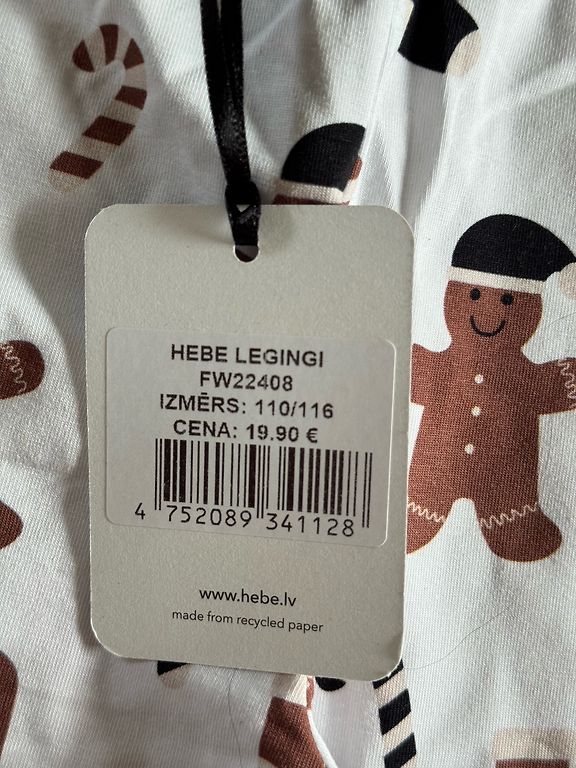 HEBE LEGINGI
FW22408
IZMĒRS: 110/116
CENA: 19.90 €
4 752089 341128
www.hebe.lv
made from recycled paper